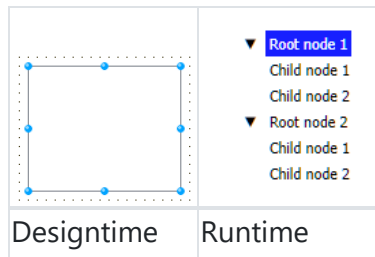 Root node 1
Child node 1
Child node 2
Root node 2
Child node 1
Child node 2
Designtime Runtime